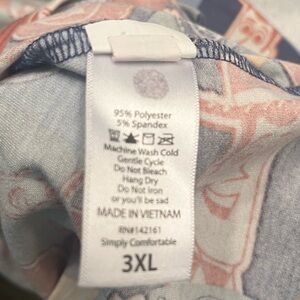 95% Polyester
5% Spandex
Machine Wash Cold
Gentle Cycle
Do Not Bleach
Hang Dry
Do Not Iron
or you'll be sad
MADE IN VIETNAM
RN#142161
Simply Comfortable
3XL